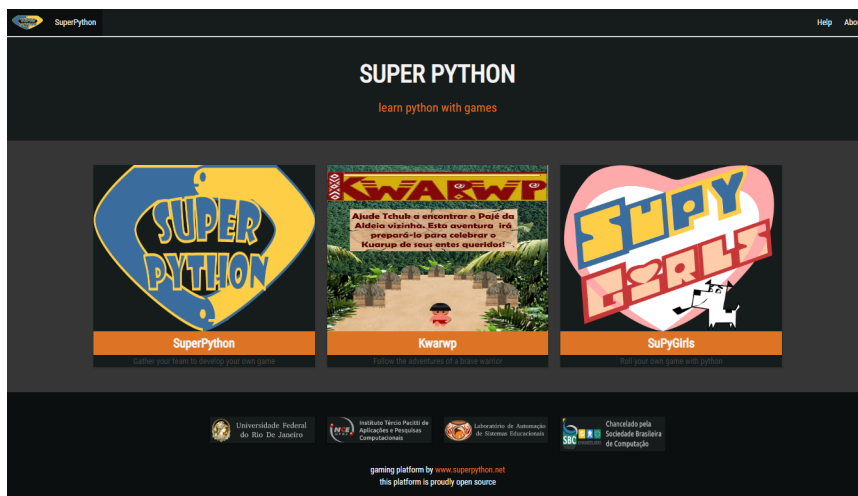 SuperPython
Help
Abou
SUPER PYTHON
learn python with games
SUPER
PYTHON
KWARWP
Ajude Tchuk a encontrar o Pajé da
Aldeia vizinha. Esta aventura irá
prepará-lo para celebrar o
Kuarup de seus entes queridos!
SUPY
GIRLS
SuperPython
Kwarwp
SuPyGirls
Gather your team to develop your own game
Follow the adventures of a brave warrior
Roll your own game with python
Universidade Federal
do Rio De Janeiro
NCE
Instituto Tércio Pacitti de
Aplicações e Pesquisas
Computacionais
Laboratório de Automação
de Sistemas Educacionais
SBC
Chancelado pela
Sociedade Brasileira
de Computação
gaming platform by www.superpython.net
this platform is proudly open source